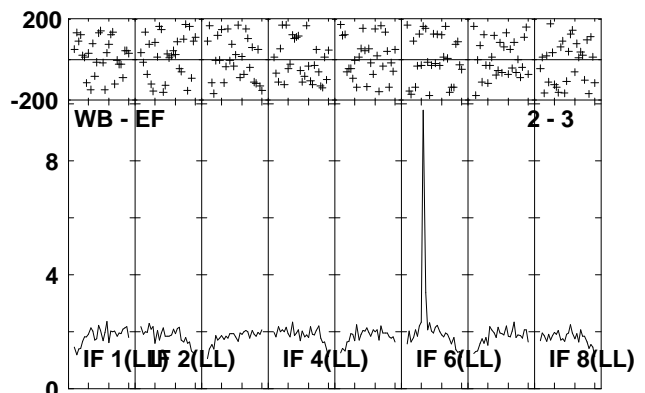 200
-200
WB - EF 2 - 3
8
4
IF 1(LL) IF 2(LL) IF 4(LL) IF 6(LL) IF 8(LL)
0